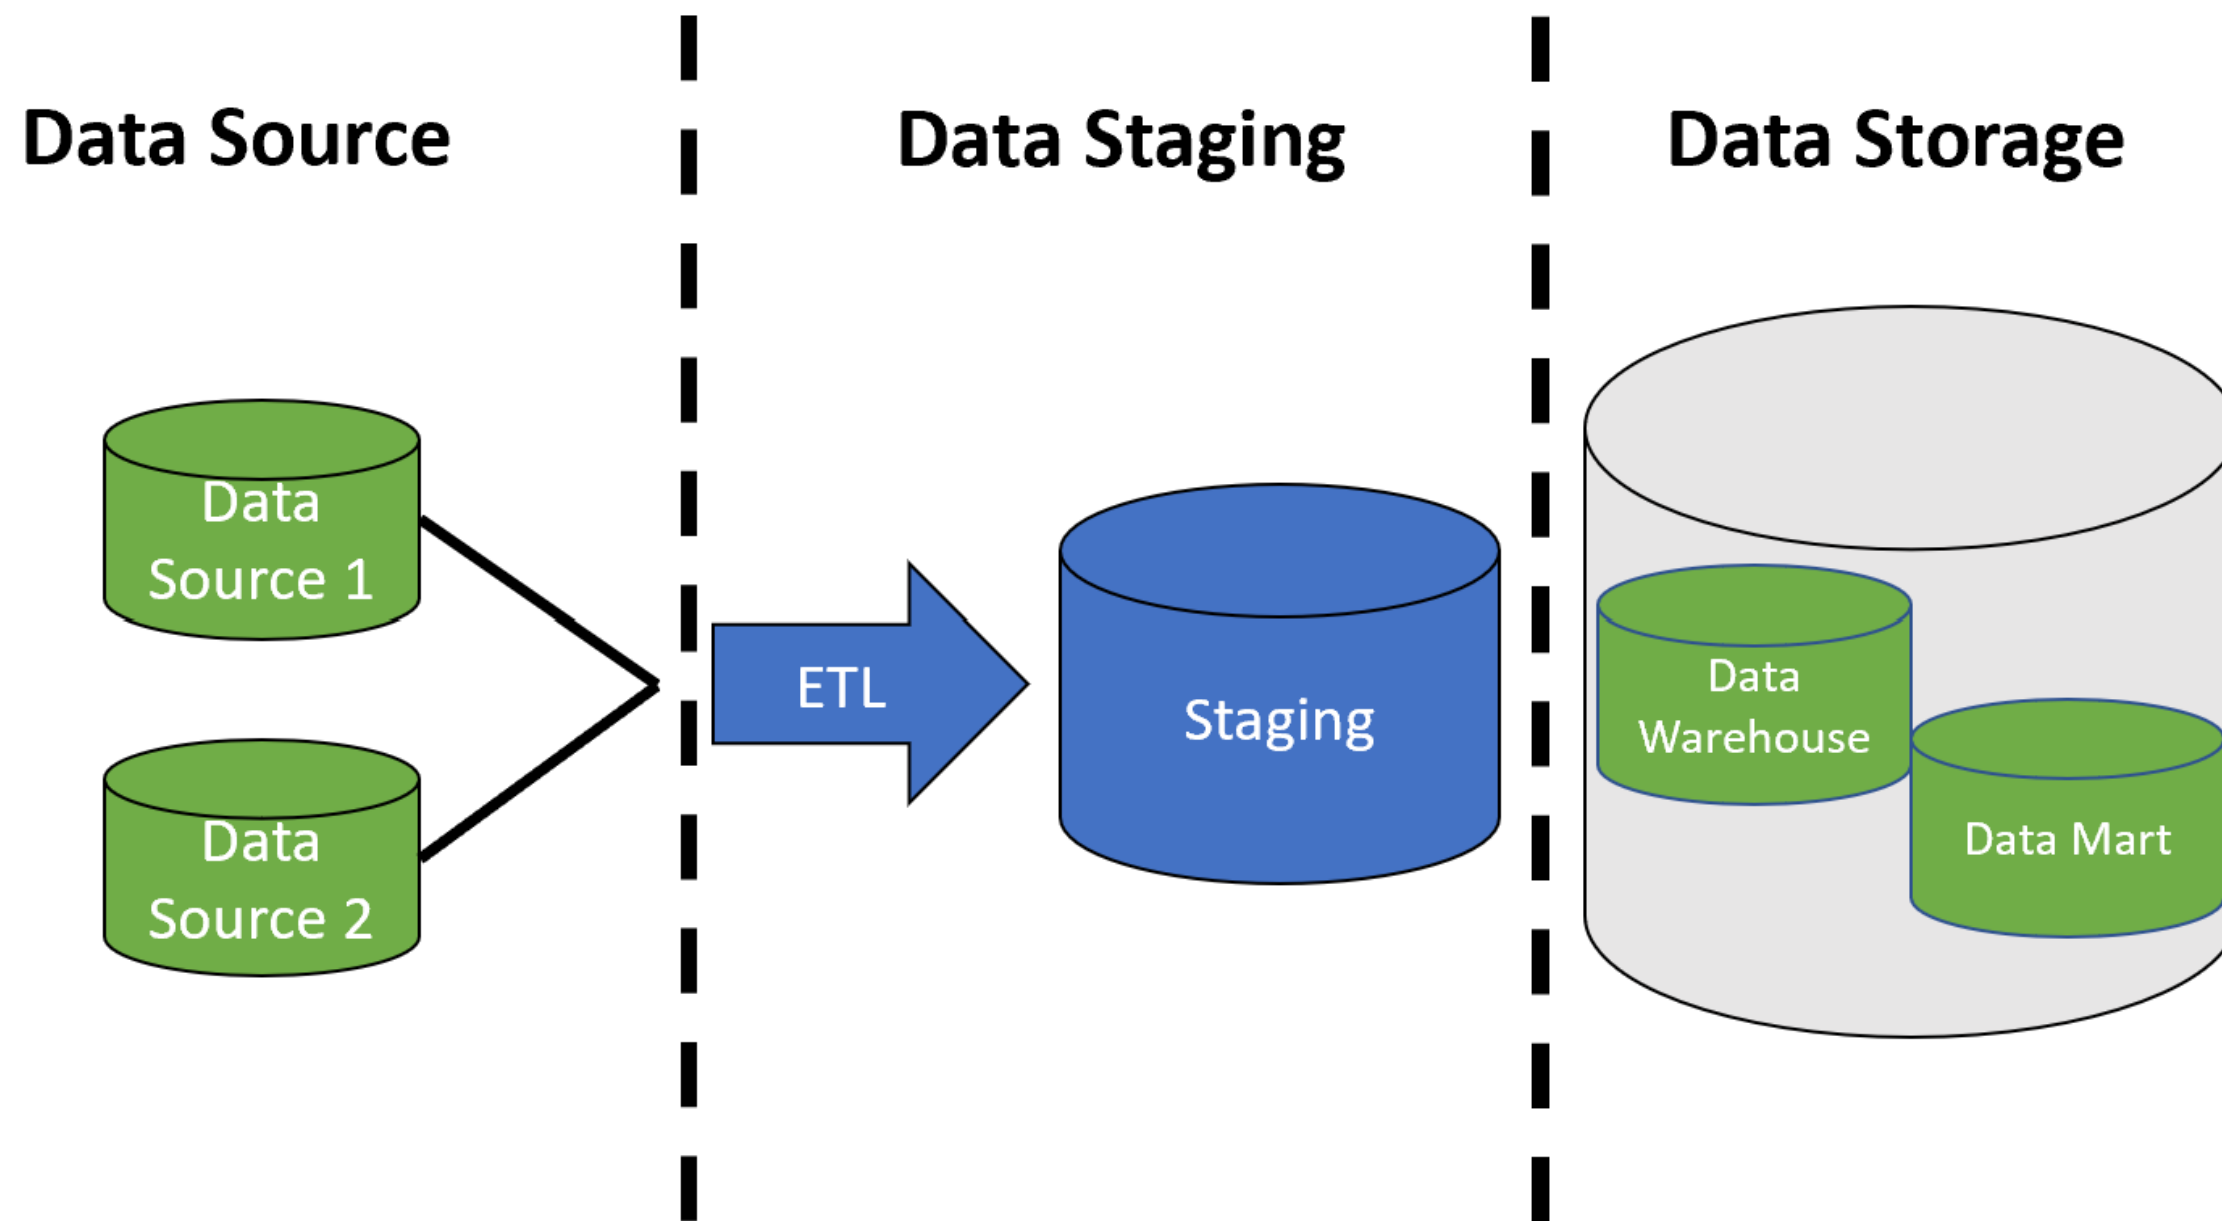 Data Source
Data Staging
Data Storage
Data
Source 1
Data
Source 2
ETL
Staging
Data
Warehouse
Data Mart